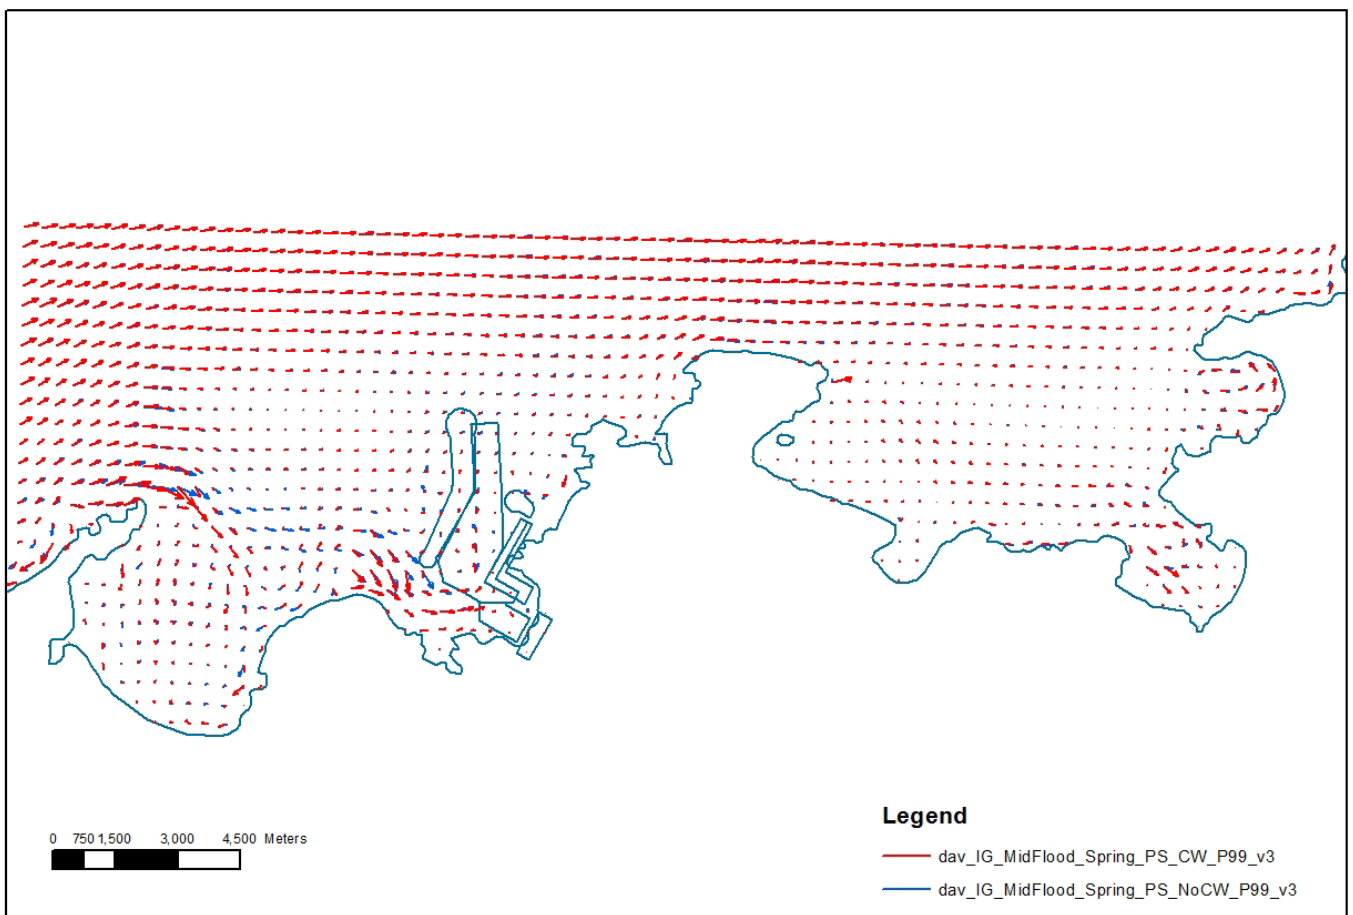 0 750 1,500 3,000 4,500 Meters
Legend
dav_IG_MidFlood_Spring_PS_CW_P99_v3
dav_IG_MidFlood_Spring_PS_NoCW_P99_v3